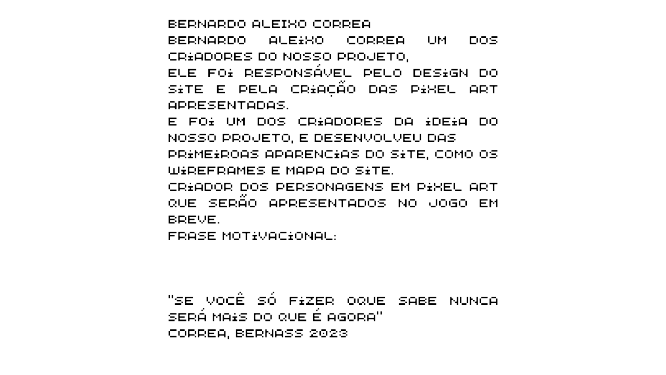 BERNARDO ALEIXO CORREA
BERNARDO ALEIXO CORREA UM DOS
CRIADORES DO NOSSO PROJETO,
ELE FOI RESPONSÁVEL PELO DESIGN DO
SITE E PELA CRIAÇÃO DAS PIXEL ART
APRESENTADAS.
E FOI UM DOS CRIADORES DA IDEIA DO
NOSSO PROJETO, E DESENVOLVEU DAS
PRIMEIROAS APARENCIAS DO SITE, COMO OS
WIREFRAMES E MAPA DO SITE.
CRIADOR DOS PERSONAGENS EM PIXEL ART
QUE SERÃO APRESENTADOS NO JOGO EM
BREVE.
FRASE MOTIVACIONAL:
"SE VOCÊ SÓ FIZER OQUE SABE NUNCA
SERÁ MAIS DO QUE É AGORA"
CORREA, BERNASS 2023